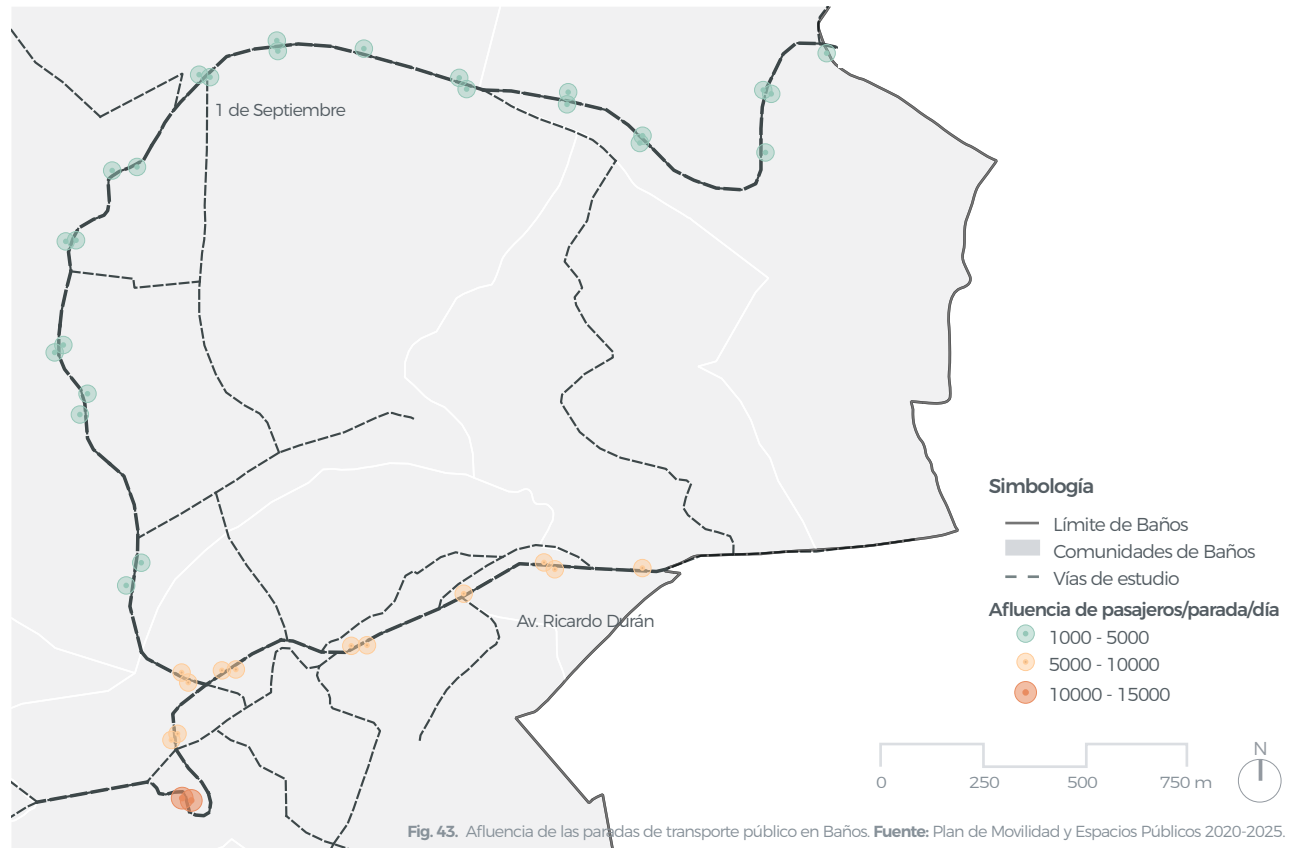 1 de Septiembre
Av. Ricardo Durán
Simbología
Límite de Baños
Comunidades de Baños
Vías de estudio
Afluencia de pasajeros/parada/día
1000 - 5000
5000 - 10000
10000 - 15000
N
0 250 500 750 m
Fig. 43. Afluencia de las paradas de transporte público en Baños. Fuente: Plan de Movilidad y Espacios Públicos 2020-2025.